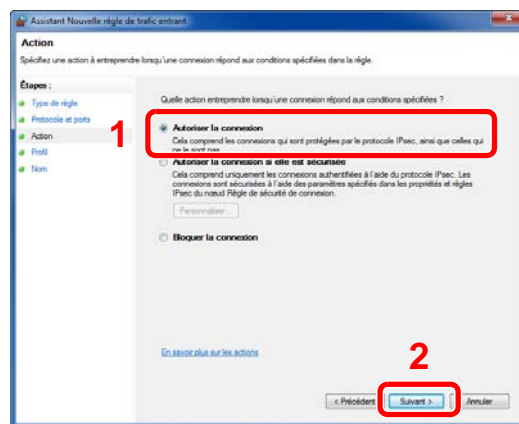 Assistant Nouvelle règle de trafic entrant
Action
Spécifiez une action à entreprendre lorsqu'une connexion répond aux conditions spécifiées dans la règle.
Étapes :
Type de règle
Protocole et ports
Action
Profil
Nom
Quelle action entreprendre lorsqu'une connexion répond aux conditions spécifiées ?
1
Autoriser la connexion
Cela comprend les connexions qui sont protégées par le protocole IPsec, ainsi que celles qui
ne le sont pas.
Autoriser la connexion si elle est sécurisée
Cela comprend uniquement les connexions authentifiées à l'aide du protocole IPsec. Les
connexions sont sécurisées à l'aide des paramètres spécifiés dans les propriétés et règles
IPsec du nœud Règle de sécurité de connexion.
Personnaliser...
Bloquer la connexion
En savoir plus sur les actions
2
< Précédent
Suivant >
Annuler